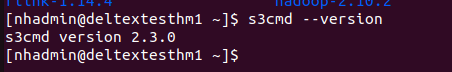 flink-1.14.4 hadoop-2.10.2
[nhadmin@deltextesthm1 ~]$ s3cmd --version
s3cmd version 2.3.0
[nhadmin@deltextesthm1 ~]$